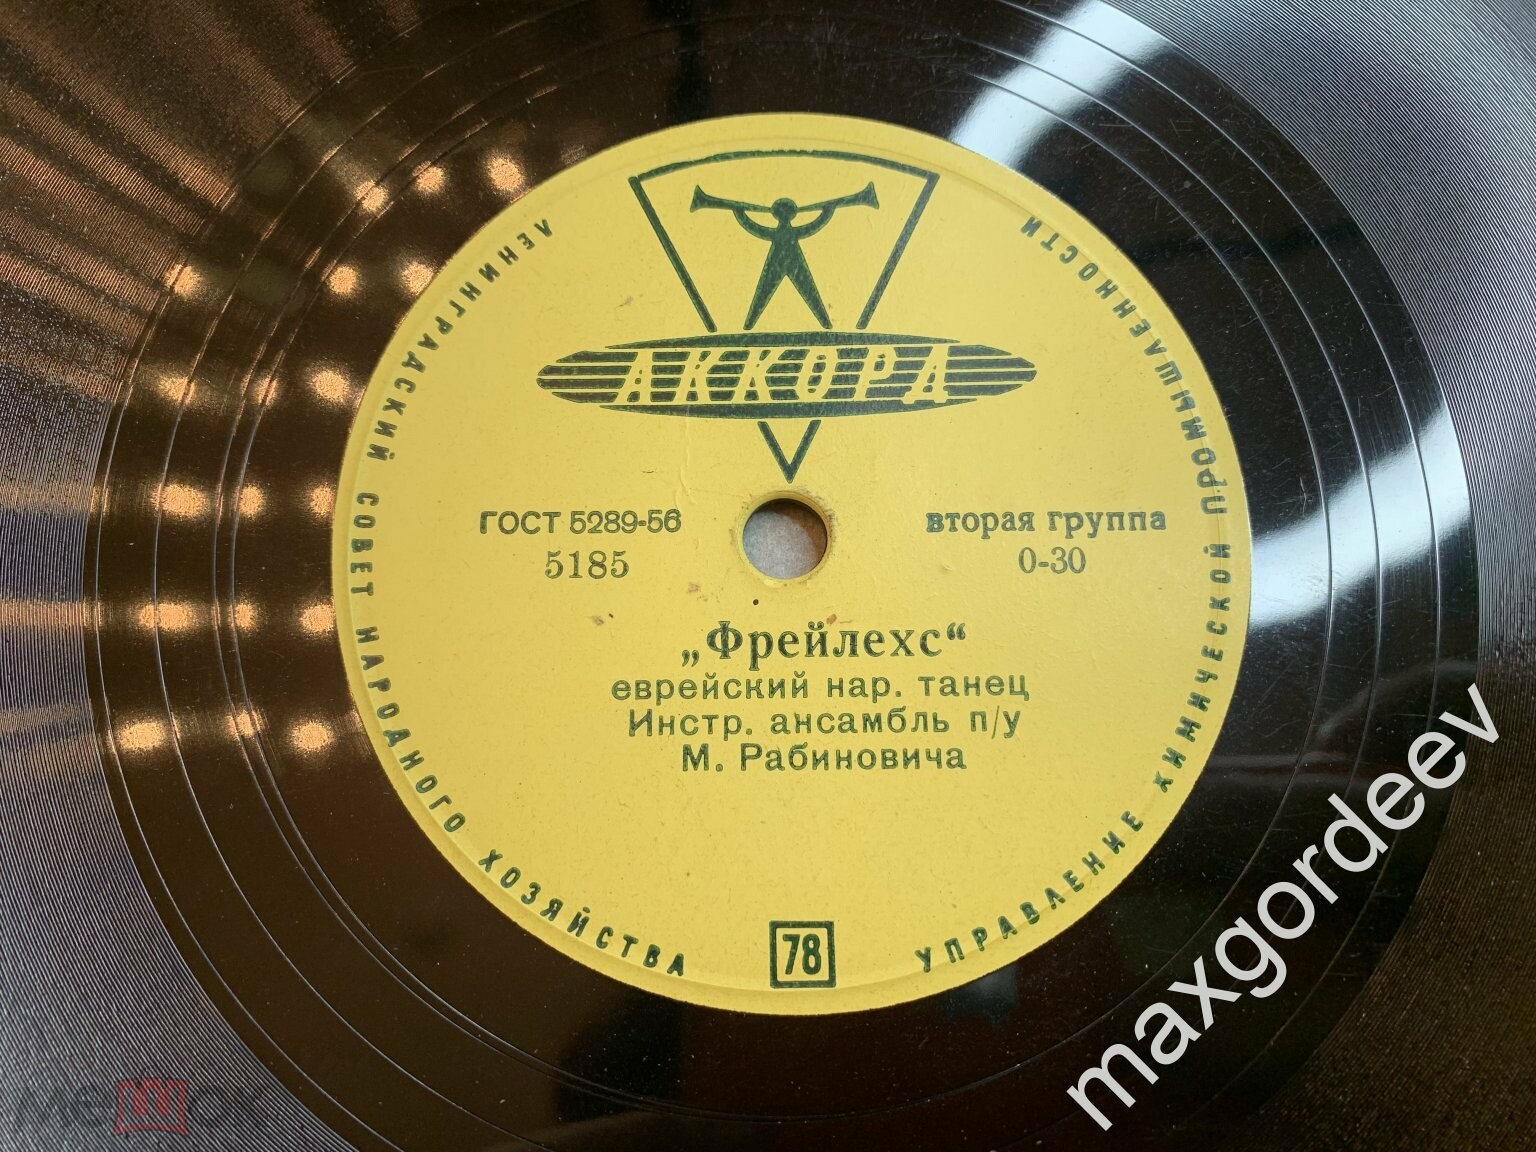 АККОРД
ЛЕНИНГРАДСКИЙ СОВЕТ НАРОДНОГО ХОЗЯЙСТВА
УПРАВЛЕНИЕ ХИМИЧЕСКОЙ ПРОМЫШЛЕННОСТИ
ГОСТ 5289-56
5185
вторая группа
0-30
„Фрейлехс“
еврейский нар. танец
Инстр. ансамбль п/у
М. Рабиновича
78
maxgordeev
мешок